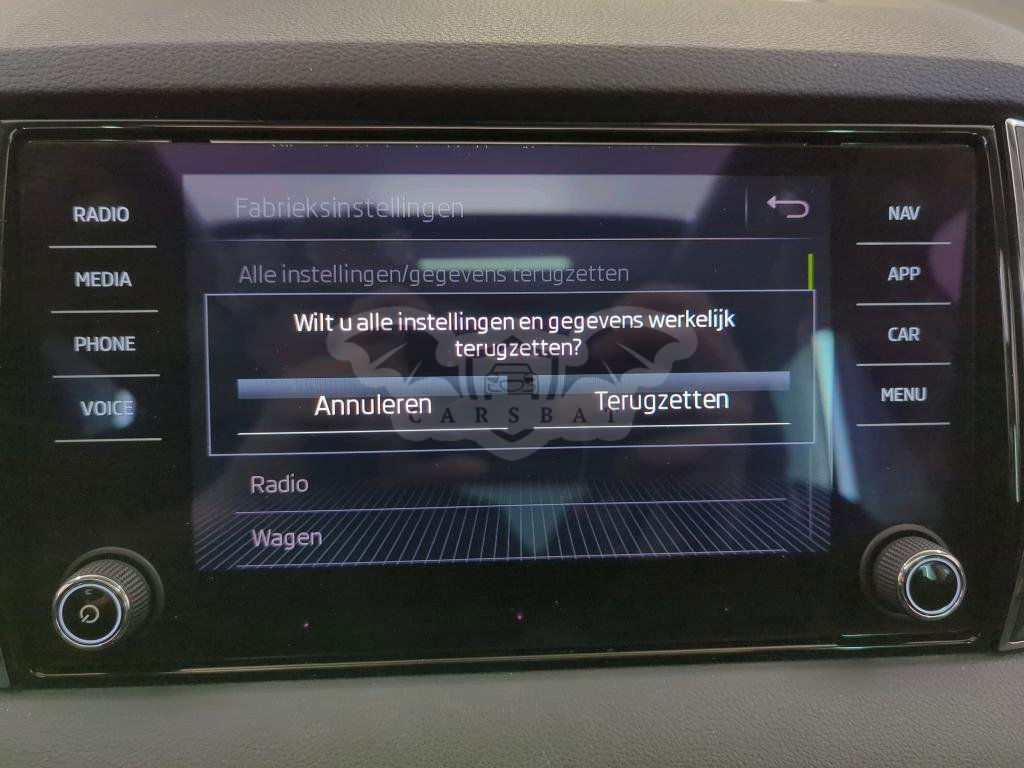 RADIO
MEDIA
PHONE
VOICE
Fabrieksinstellingen
Alle instellingen/gegevens terugzetten
Wilt u alle instellingen en gegevens werkelijk
terugzetten?
Annuleren
Terugzetten
CARSBAT
Radio
Wagen
NAV
APP
CAR
MENU